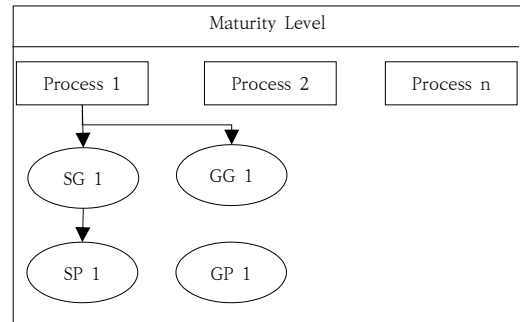 Maturity Level
Process 1 Process 2 Process n
SG 1 GG 1
SP 1 GP 1